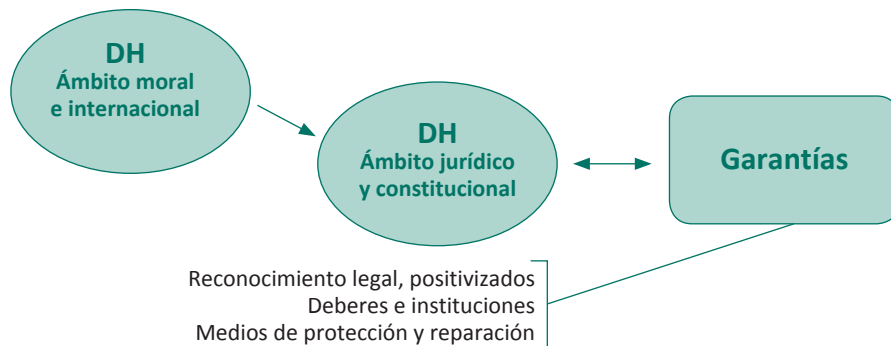 DH
Ámbito moral
e internacional
DH
Ámbito jurídico
y constitucional
Garantías
Reconocimiento legal, positivizados
Deberes e instituciones
Medios de protección y reparación